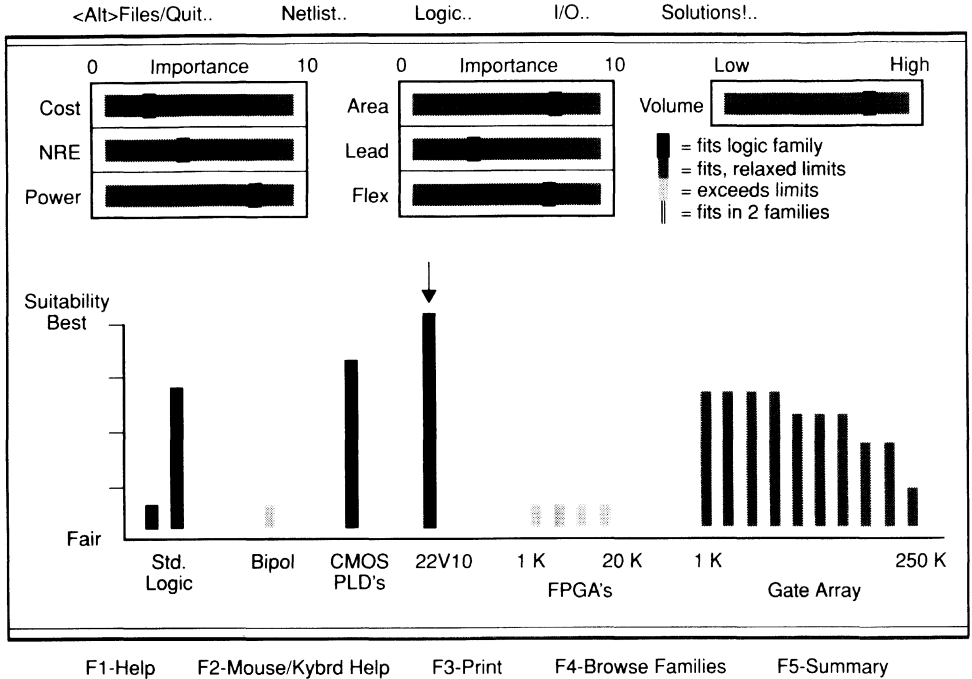 <Alt>Files/Quit.. Netlist.. Logic.. I/O.. Solutions!..
0 Importance 10 0 Importance 10 Low High
Cost Area Volume
NRE Lead
Power Flex
= fits logic family
= fits, relaxed limits
= exceeds limits
= fits in 2 families
Suitability
Best
Fair
Std. Logic Bipol CMOS PLD's 22V10 1 K 20 K 1 K 250 K
FPGA's Gate Array
F1-Help F2-Mouse/Kybrd Help F3-Print F4-Browse Families F5-Summary